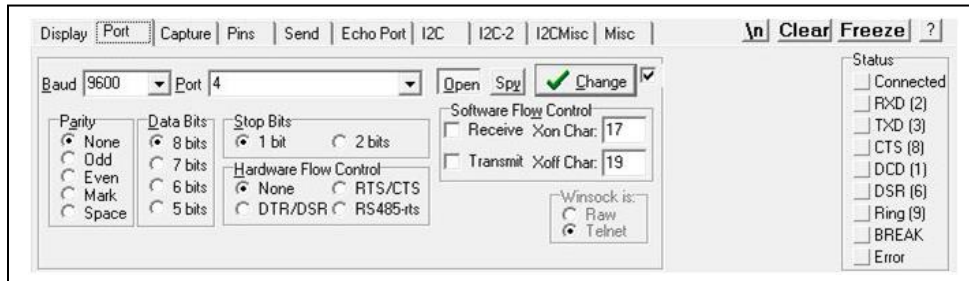 Display Port Capture Pins Send Echo Port I2C I2C-2 I2CMisc Misc \n Clear Freeze ?
Baud 9600 Port 4 Open Spy Change
Parity
None
Odd
Even
Mark
Space
Data Bits
8 bits
7 bits
6 bits
5 bits
Stop Bits
1 bit 2 bits
Hardware Flow Control
None RTS/CTS
DTR/DSR RS485-rts
Software Flow Control
Receive Xon Char: 17
Transmit Xoff Char: 19
Winsock is:
Raw
Telnet
Status
Connected
RXD (2)
TXD (3)
CTS (8)
DCD (1)
DSR (6)
Ring (9)
BREAK
Error